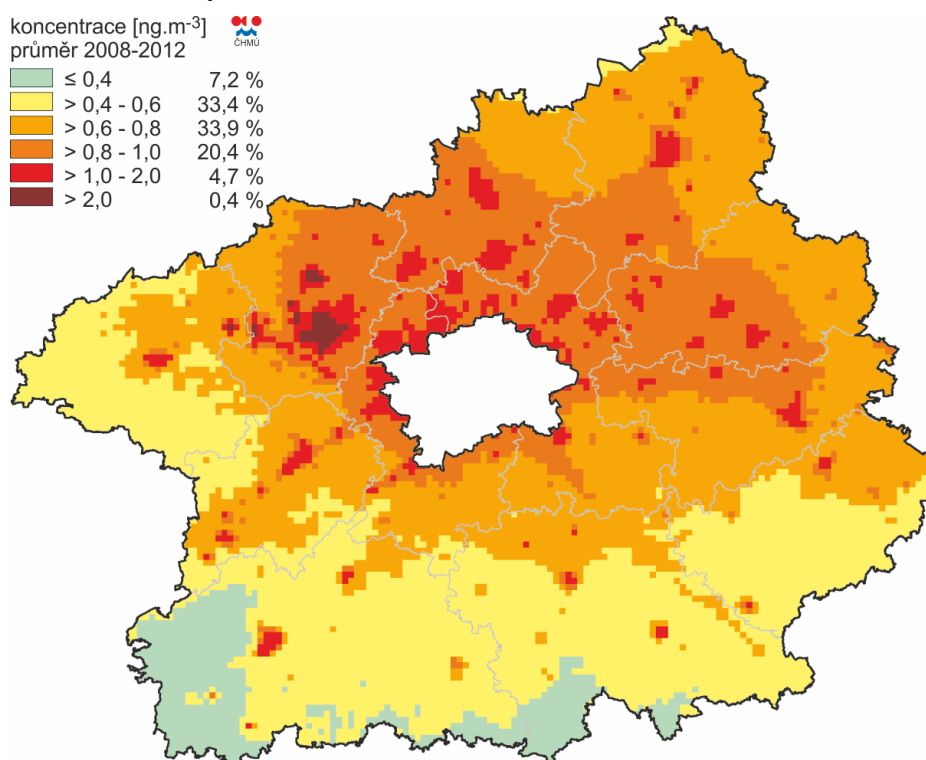 koncentrace [ng.m-3]
průměr 2008-2012
ČHMÚ
≤ 0,4 7,2 %
> 0,4 - 0,6 33,4 %
> 0,6 - 0,8 33,9 %
> 0,8 - 1,0 20,4 %
> 1,0 - 2,0 4,7 %
> 2,0 0,4 %